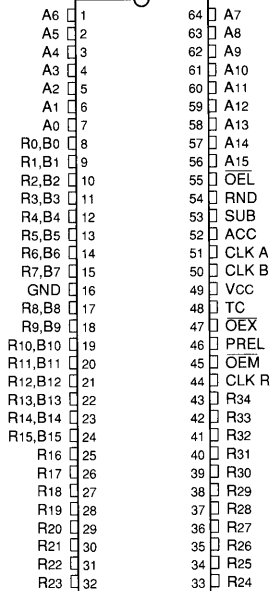 A6 1 64 A7
A5 2 63 A8
A4 3 62 A9
A3 4 61 A10
A2 5 60 A11
A1 6 59 A12
A0 7 58 A13
R0,B0 8 57 A14
R1,B1 9 56 A15
R2,B2 10 55 OEL
R3,B3 11 54 RND
R4,B4 12 53 SUB
R5,B5 13 52 ACC
R6,B6 14 51 CLK A
R7,B7 15 50 CLK B
GND 16 49 VCC
R8,B8 17 48 TC
R9,B9 18 47 OEX
R10,B10 19 46 PREL
R11,B11 20 45 OEM
R12,B12 21 44 CLK R
R13,B13 22 43 R34
R14,B14 23 42 R33
R15,B15 24 41 R32
R16 25 40 R31
R17 26 39 R30
R18 27 38 R29
R19 28 37 R28
R20 29 36 R27
R21 30 35 R26
R22 31 34 R25
R23 32 33 R24